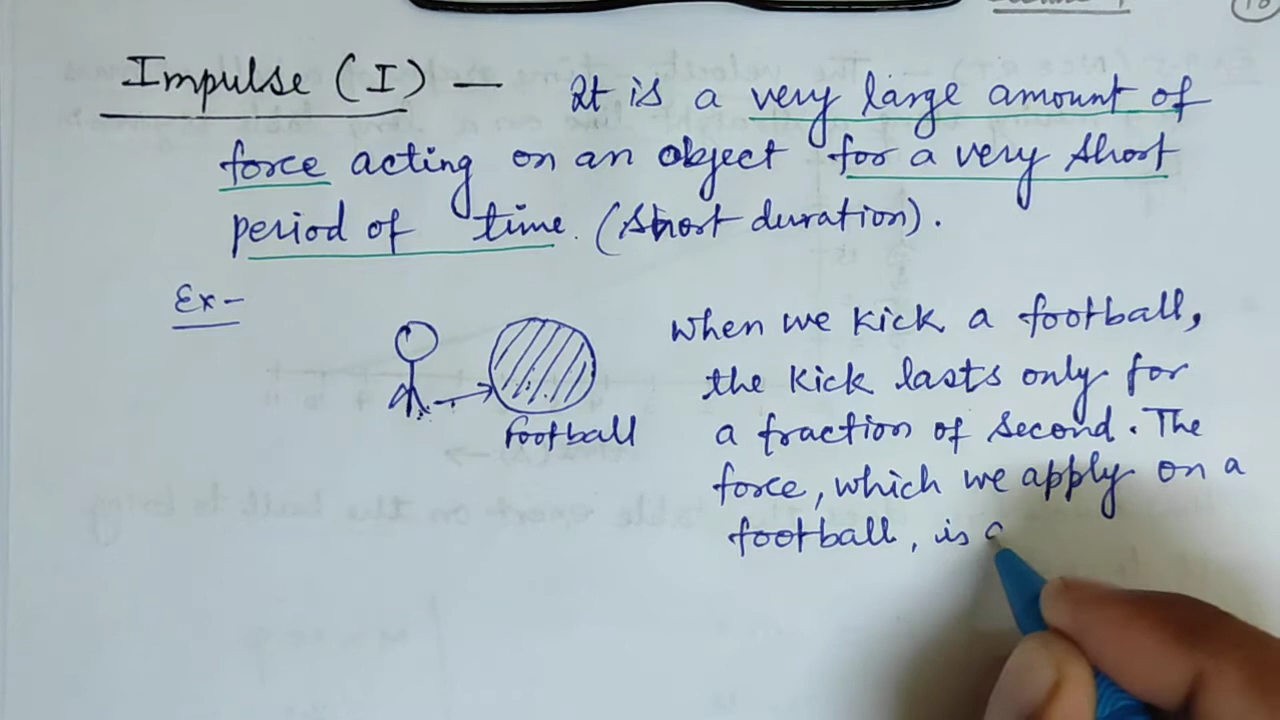 Impulse (I) — It is a very large amount of
force acting on an object for a very short
period of time. (short duration).
Ex-
When we kick a football,
the kick lasts only for
a fraction of second. The
force, which we apply on a
football, is
football